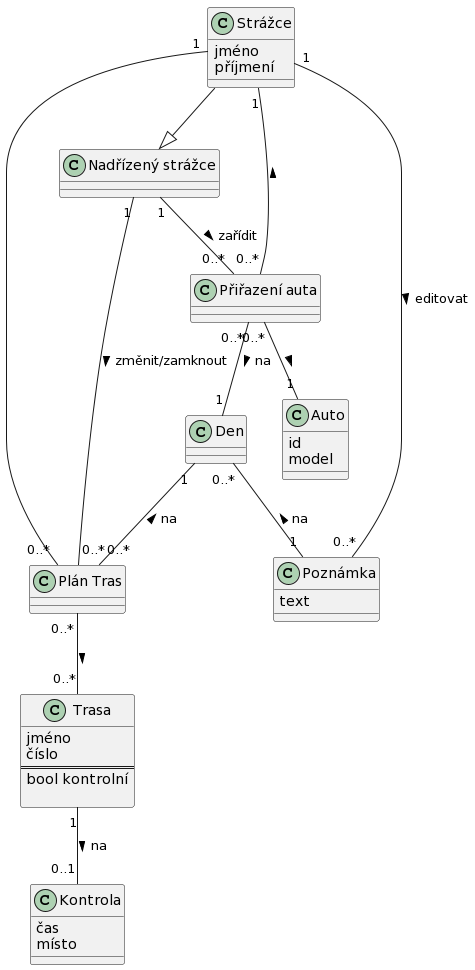 C Strážce
jméno
příjmení
1
1
1
C Nadřízený strážce
1
1
zařídit
0..*
0..*
C Přiřazení auta
editovat
0..*
0..*
změnit/zamknout
na
1
1
C Auto
id
model
C Den
1
0..*
na
na
0..*
0..*
0..*
1
0..*
C Plán Tras
C Poznámka
text
0..*
0..*
C Trasa
jméno
číslo
bool kontrolní
1
na
0..1
C Kontrola
čas
místo